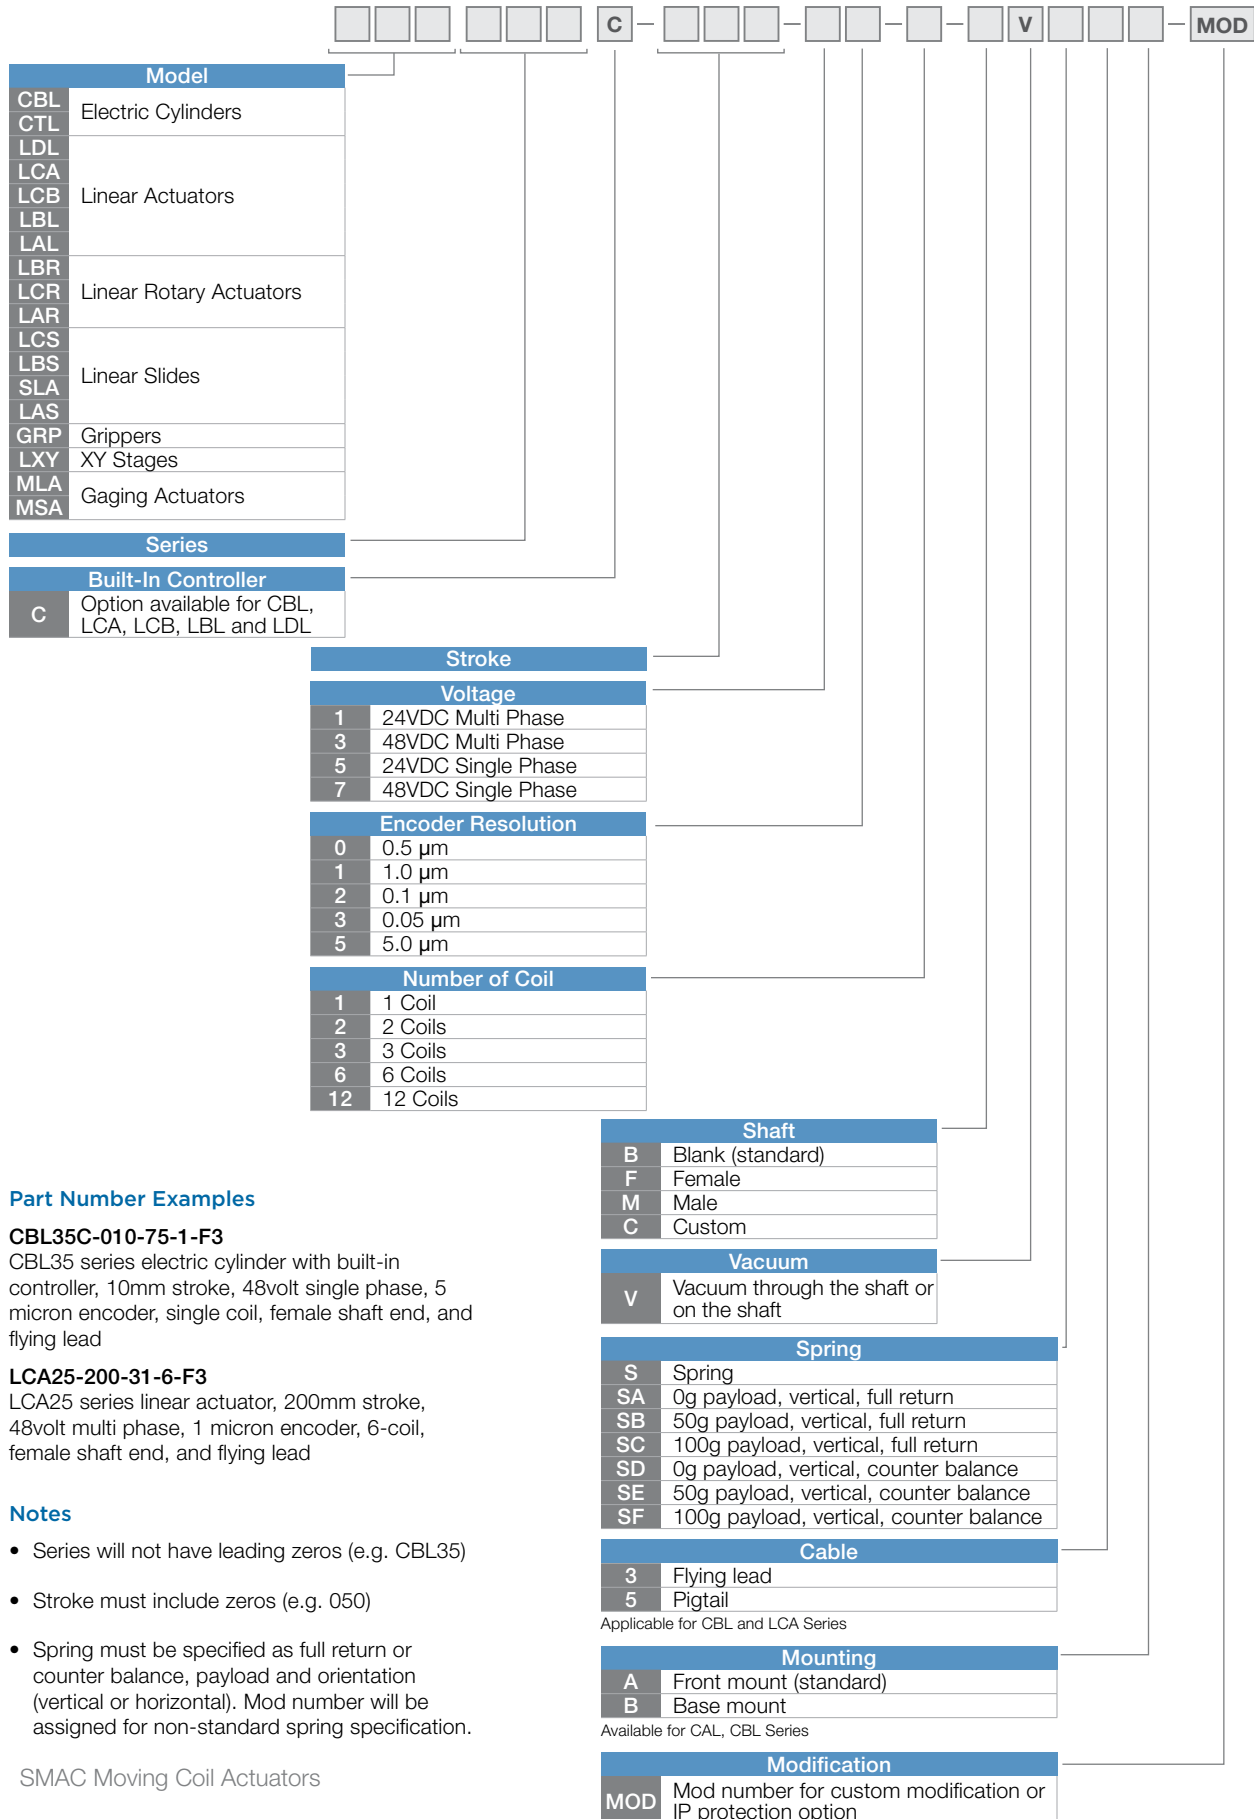 C - - - - V - MOD
Model
CBL
CTL
Electric Cylinders
LDL
LCA
LCB
LBL
LAL
Linear Actuators
LBR
LCR
LAR
Linear Rotary Actuators
LCS
LBS
SLA
LAS
Linear Slides
GRP Grippers
LXY XY Stages
MLA
MSA
Gaging Actuators
Series
Built-In Controller
C
Option available for CBL,
LCA, LCB, LBL and LDL
Stroke
Voltage
1 24VDC Multi Phase
3 48VDC Multi Phase
5 24VDC Single Phase
7 48VDC Single Phase
Encoder Resolution
0 0.5 µm
1 1.0 µm
2 0.1 µm
3 0.05 µm
5 5.0 µm
Number of Coil
1 1 Coil
2 2 Coils
3 3 Coils
6 6 Coils
12 12 Coils
Shaft
B Blank (standard)
F Female
M Male
C Custom
Vacuum
V
Vacuum through the shaft or
on the shaft
Spring
S Spring
SA 0g payload, vertical, full return
SB 50g payload, vertical, full return
SC 100g payload, vertical, full return
SD 0g payload, vertical, counter balance
SE 50g payload, vertical, counter balance
SF 100g payload, vertical, counter balance
Cable
3 Flying lead
5 Pigtail
Applicable for CBL and LCA Series
Mounting
A Front mount (standard)
B Base mount
Available for CAL, CBL Series
Modification
MOD
Mod number for custom modification or
IP protection option
Part Number Examples
CBL35C-010-75-1-F3
CBL35 series electric cylinder with built-in
controller, 10mm stroke, 48volt single phase, 5
micron encoder, single coil, female shaft end, and
flying lead
LCA25-200-31-6-F3
LCA25 series linear actuator, 200mm stroke,
48volt multi phase, 1 micron encoder, 6-coil,
female shaft end, and flying lead
Notes
• Series will not have leading zeros (e.g. CBL35)
• Stroke must include zeros (e.g. 050)
• Spring must be specified as full return or
counter balance, payload and orientation
(vertical or horizontal). Mod number will be
assigned for non-standard spring specification.
SMAC Moving Coil Actuators